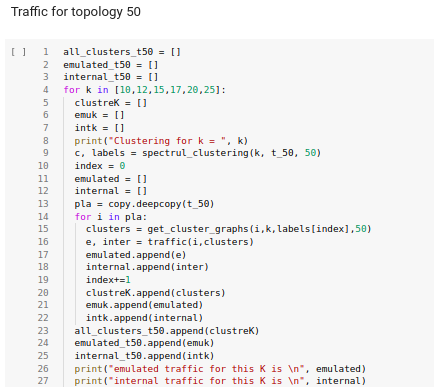 Traffic for topology 50
[ ] 1 all_clusters_t50 = []
2 emulated_t50 = []
3 internal_t50 = []
4 for k in [10,12,15,17,20,25]:
5 clustreK = []
6 emuk = []
7 intk = []
8 print("Clustering for k = ", k)
9 c, labels = spectrul_clustering(k, t_50, 50)
10 index = 0
11 emulated = []
12 internal = []
13 pla = copy.deepcopy(t_50)
14 for i in pla:
15 clusters = get_cluster_graphs(i,k,labels[index],50)
16 e, inter = traffic(i,clusters)
17 emulated.append(e)
18 internal.append(inter)
19 index+=1
20 clustreK.append(clusters)
21 emuk.append(emulated)
22 intk.append(internal)
23 all_clusters_t50.append(clustreK)
24 emulated_t50.append(emuk)
25 internal_t50.append(intk)
26 print("emulated traffic for this K is \n", emulated)
27 print("internal traffic for this K is \n", internal)